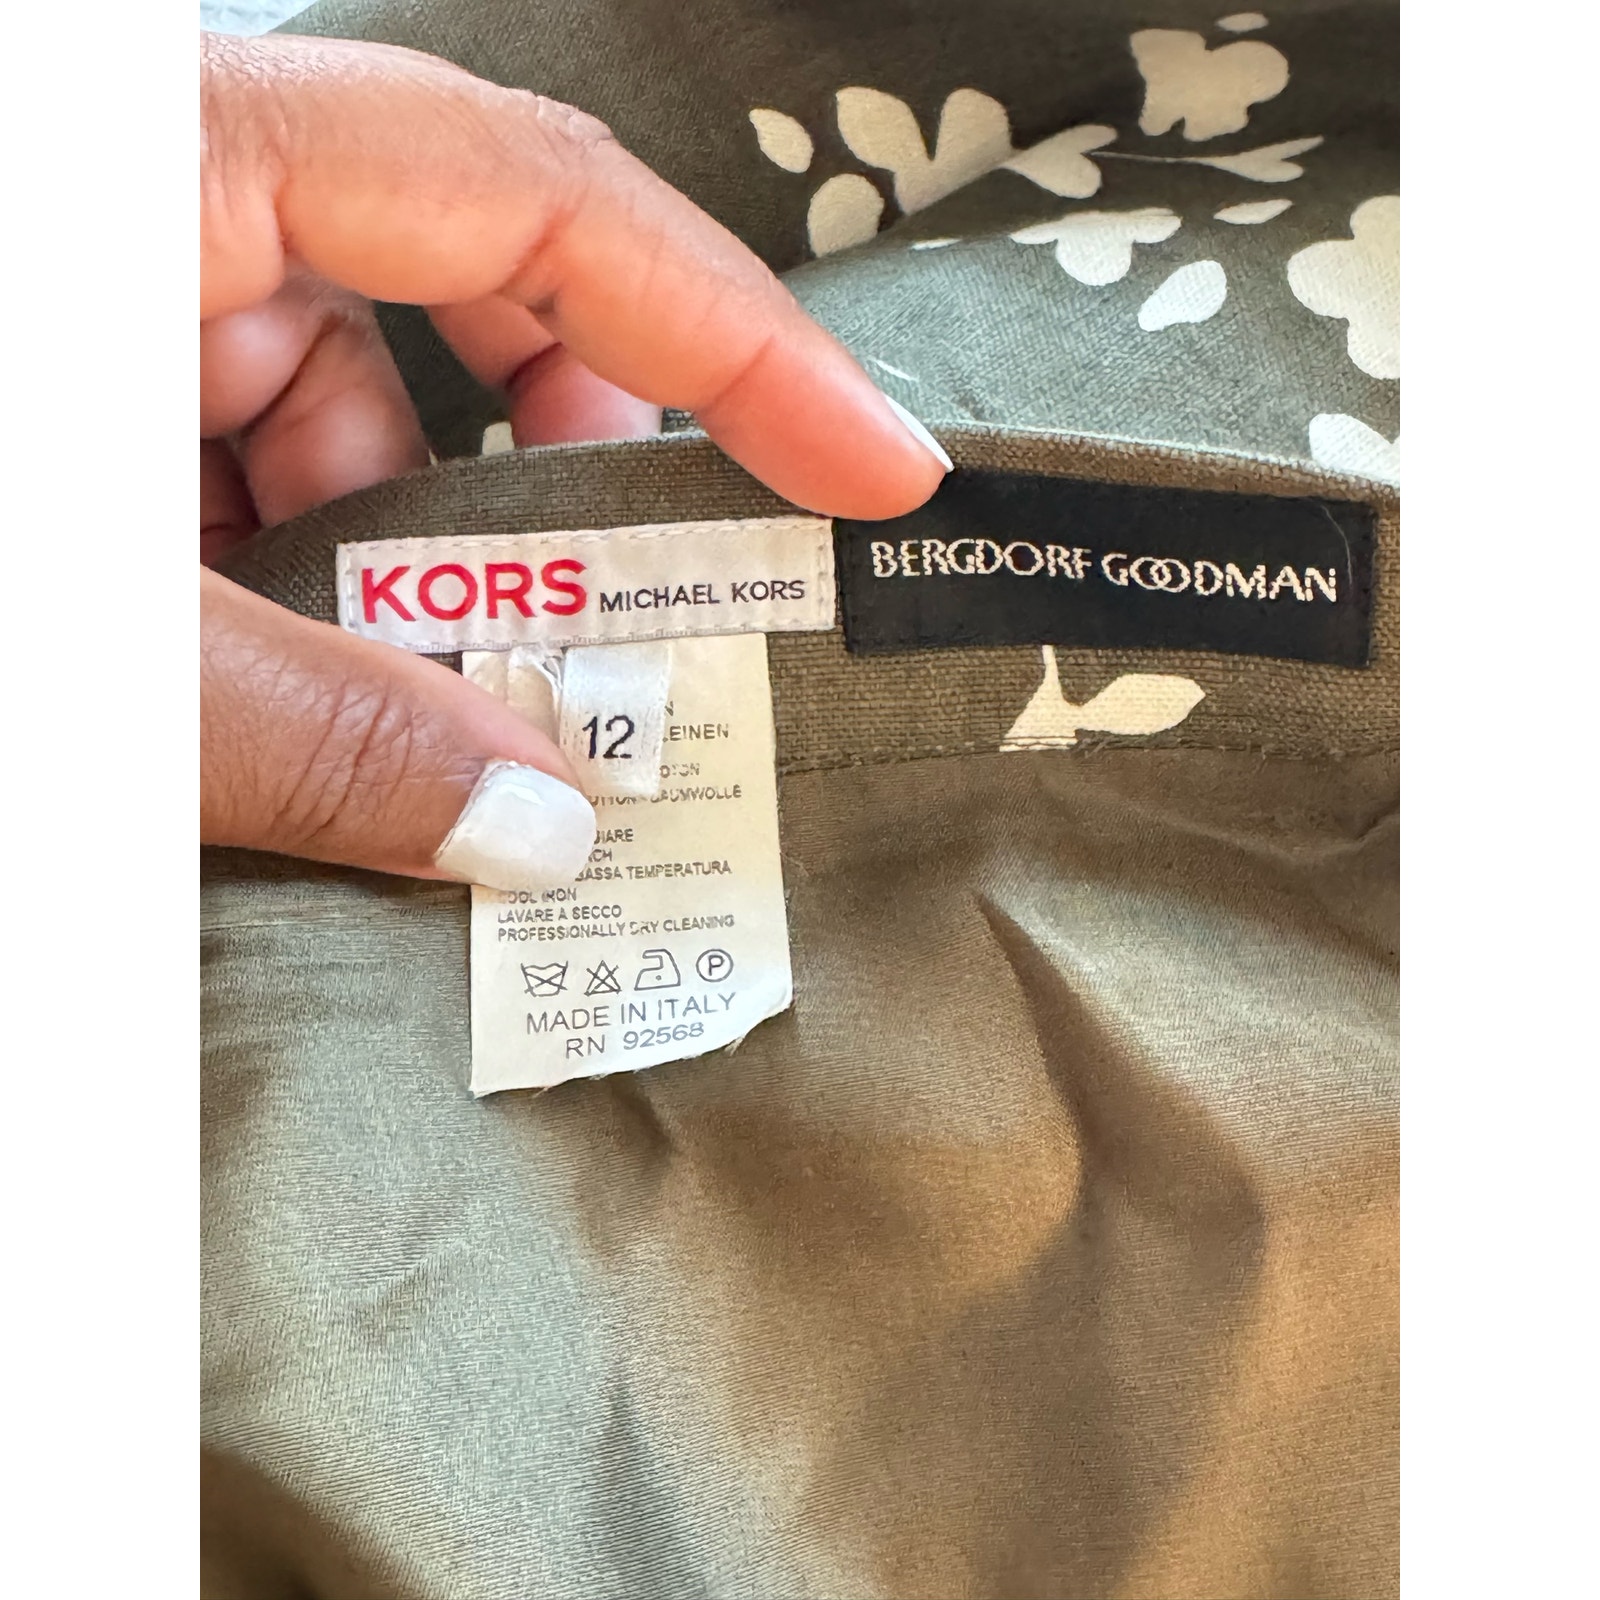 KORS MICHAEL KORS
BERGDORF GOODMAN
12
N
LEINEN
BAUMWOLLE
BASSA TEMPERATURA
COOL IRON
LAVARE A SECCO
PROFESSIONALLY DRY CLEANING
P
MADE IN ITALY
RN 92568